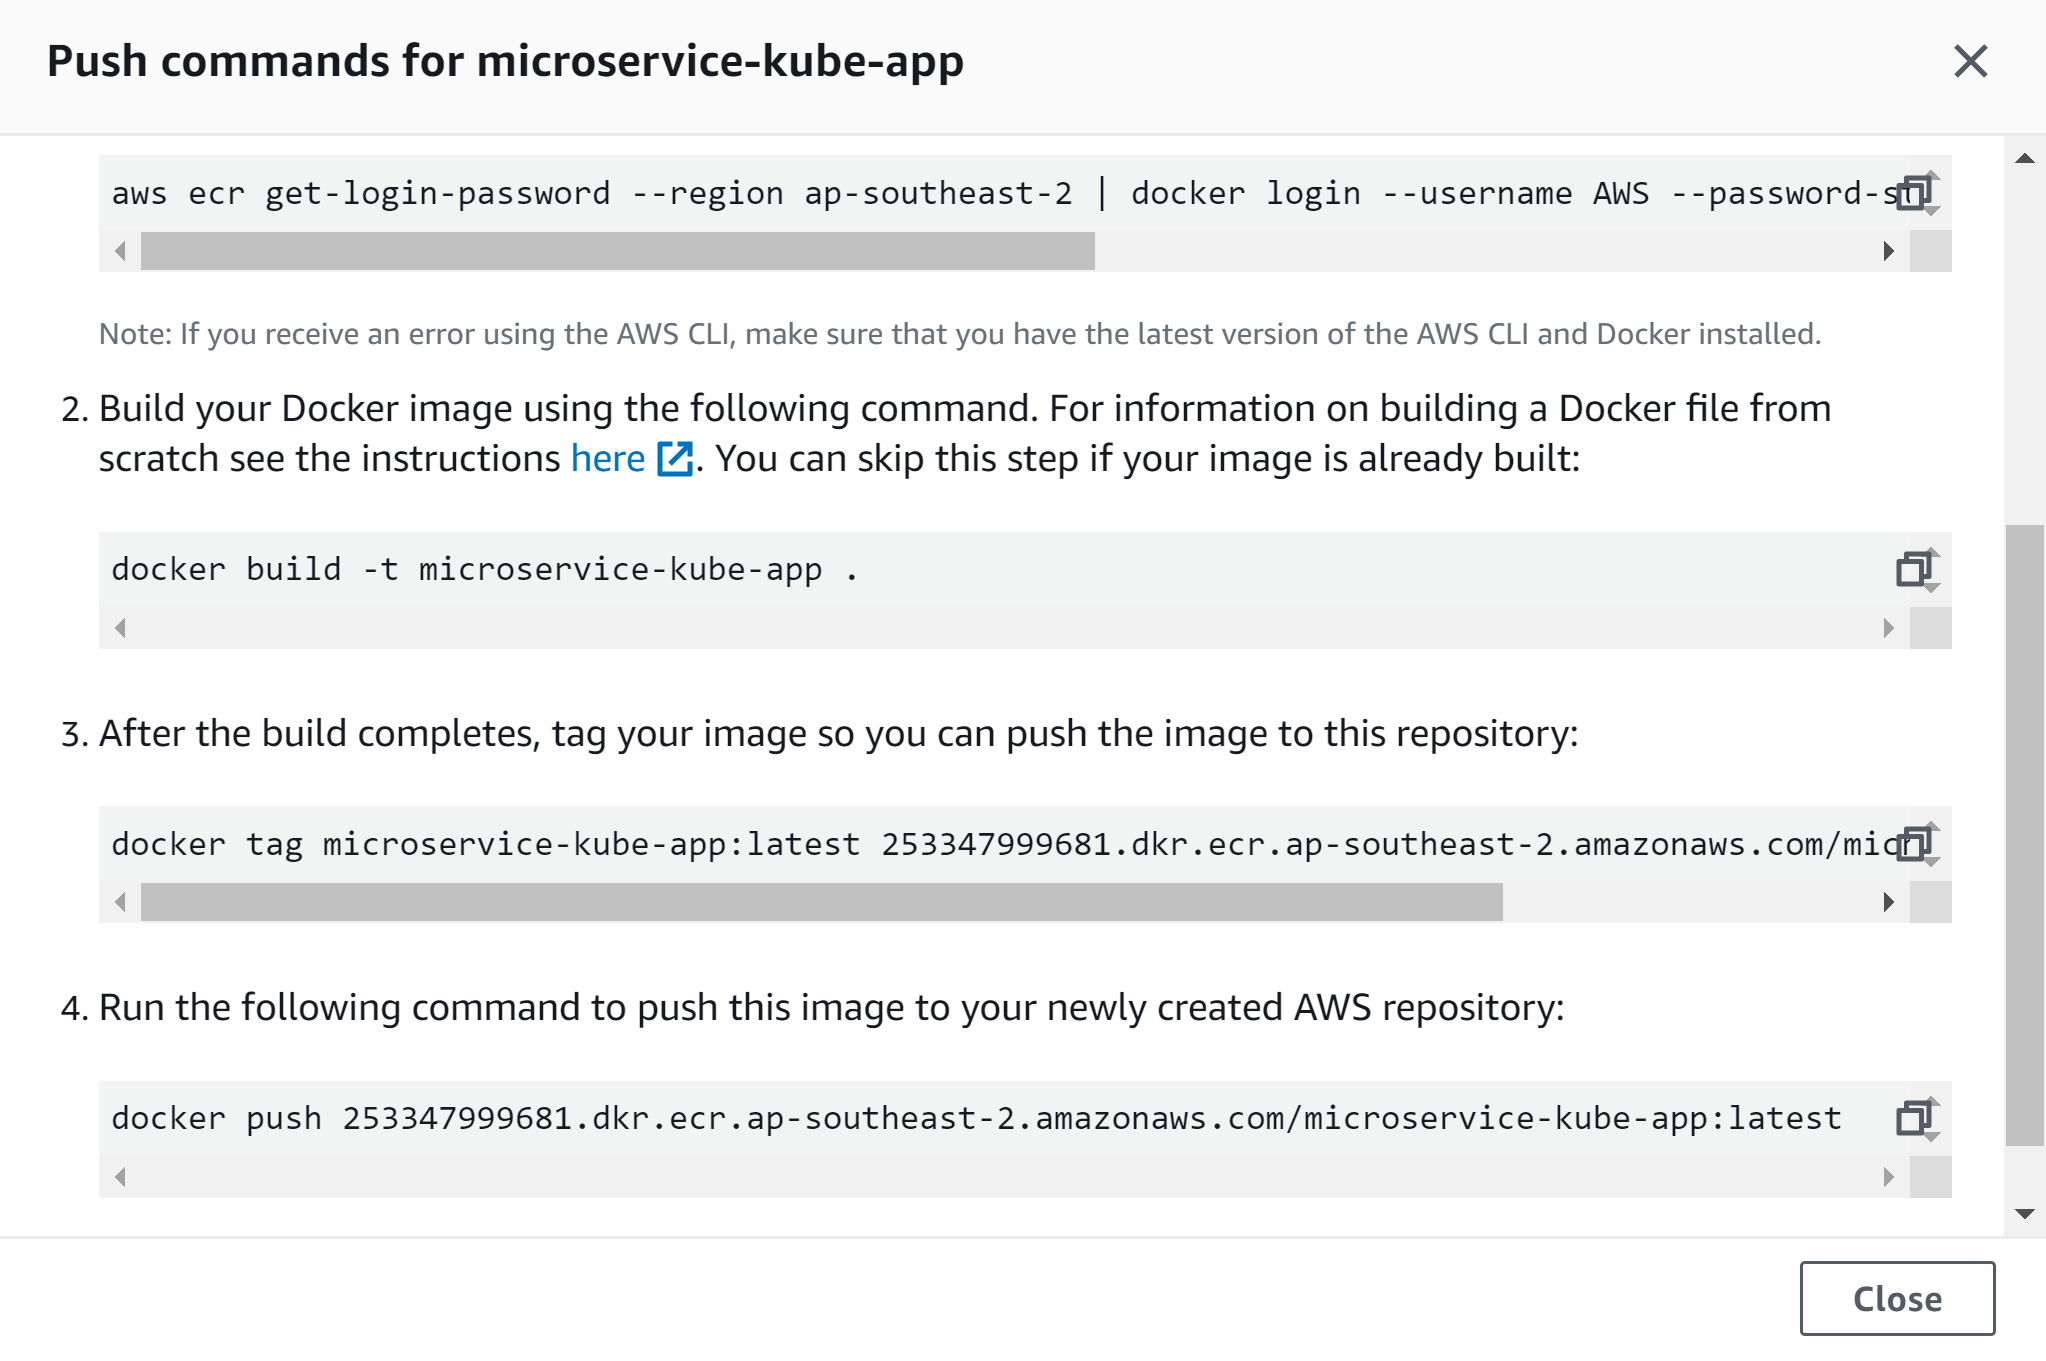 Push commands for microservice-kube-app
aws ecr get-login-password --region ap-southeast-2 | docker login --username AWS
Note: If you receive an error using the AWS CLI, make sure that you have the latest version of the AWS CLI and Docker installed.
2. Build your Docker image using the following command. For information on building a Docker file from
scratch see the instructions here. You can skip this step if your image is already built:
docker build -t microservice-kube-app .
3. After the build completes, tag your image so you can push the image to this repository:
docker tag microservice-kube-app:latest 253347999681.dkr.ecr.ap-southeast-2.amazonaws.com/micr
4. Run the following command to push this image to your newly created AWS repository:
docker push 253347999681.dkr.ecr.ap-southeast-2.amazonaws.com/microservice-kube-app:latest
Close